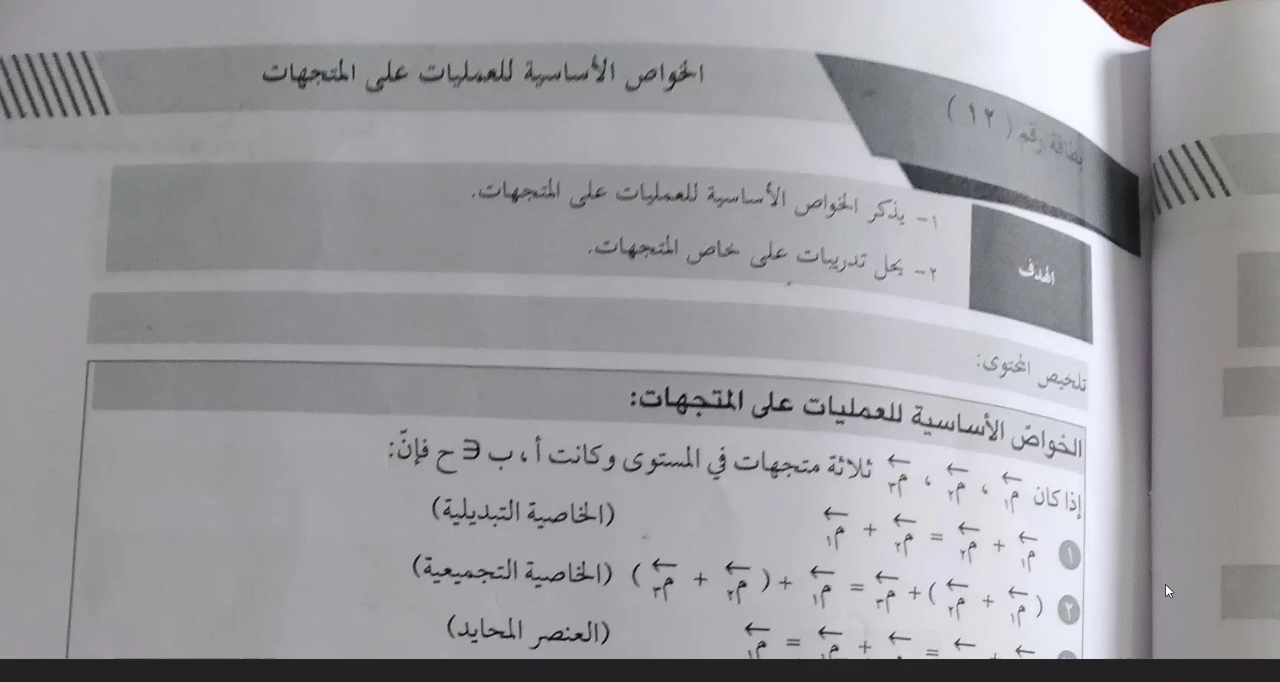 الخواص الأساسية للعمليات على المتجهات
بطاقة رقم ( ١٢ )
الهدف
١- يذكر الخواص الأساسية للعمليات على المتجهات.
٢- يحل تدريبات على خاص المتجهات.
تلخيص المحتوى:
الخواصّ الأساسية للعمليات على المتجهات:
إذا كان م١ ، م٢ ، م٣ ثلاثة متجهات في المستوى وكانت أ ، ب ∋ ح فإنّ:
١ م١ + م٢ = م٢ + م١ (الخاصية التبديلية)
٢ (م١ + م٢) + م٣ = م١ + (م٢ + م٣) (الخاصية التجميعية)
(العنصر المحايد)